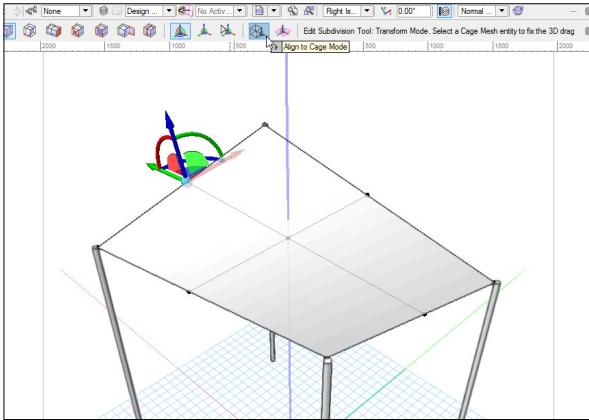 None Design ... No Activ... Right Is... 0.00° Normal ... ...
Edit Subdivision Tool: Transform Mode. Select a Cage Mesh entity to fix the 3D drag
Align to Cage Mode
2000 1500 1000 500 500 1000 1500 2000